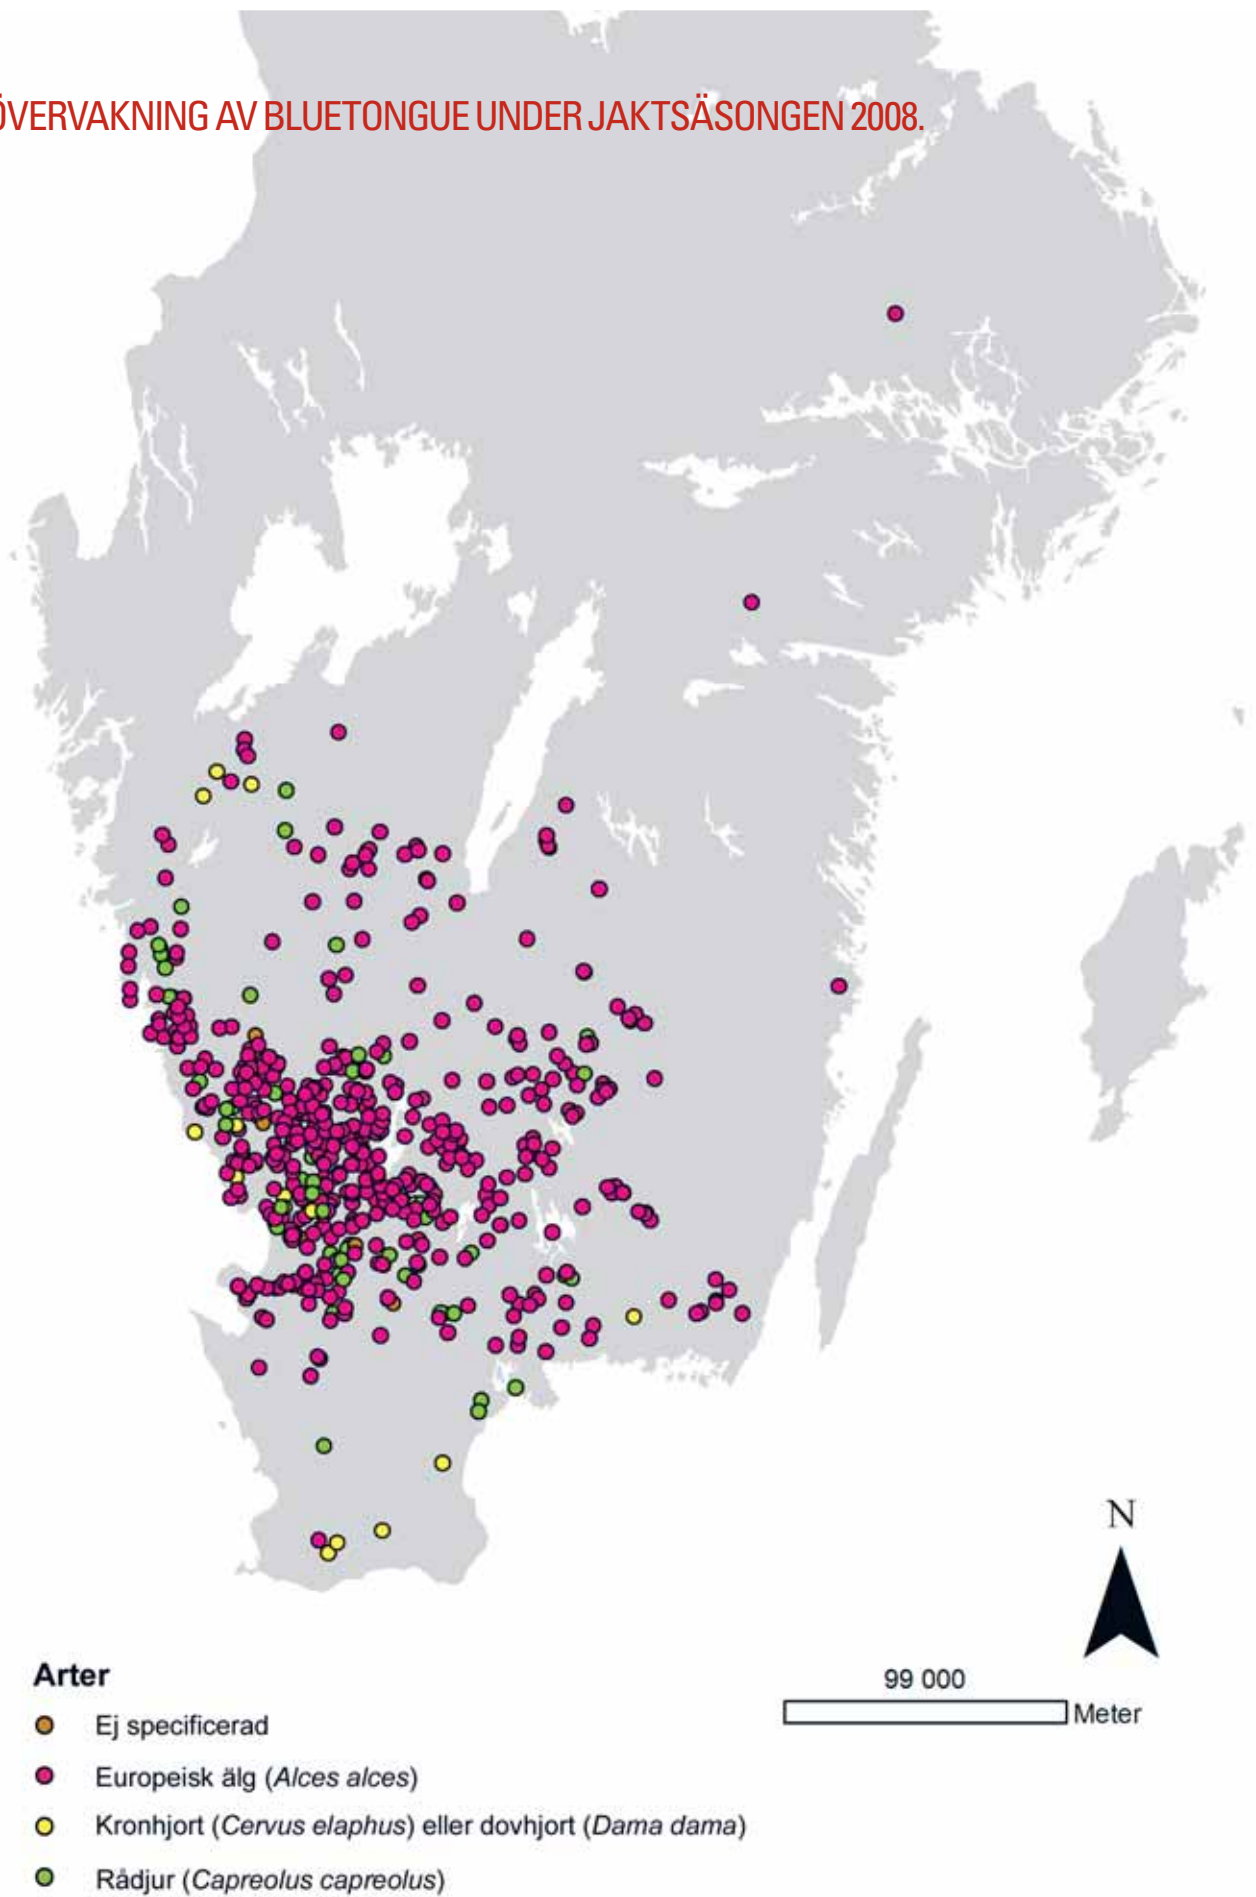 ÖVERVAKNING AV BLUETONGUE UNDER JAKTSÄSONGEN 2008.
N
99 000
Meter
Arter
Ej specificerad
Europeisk älg (Alces alces)
Kronhjort (Cervus elaphus) eller dovhjort (Dama dama)
Rådjur (Capreolus capreolus)